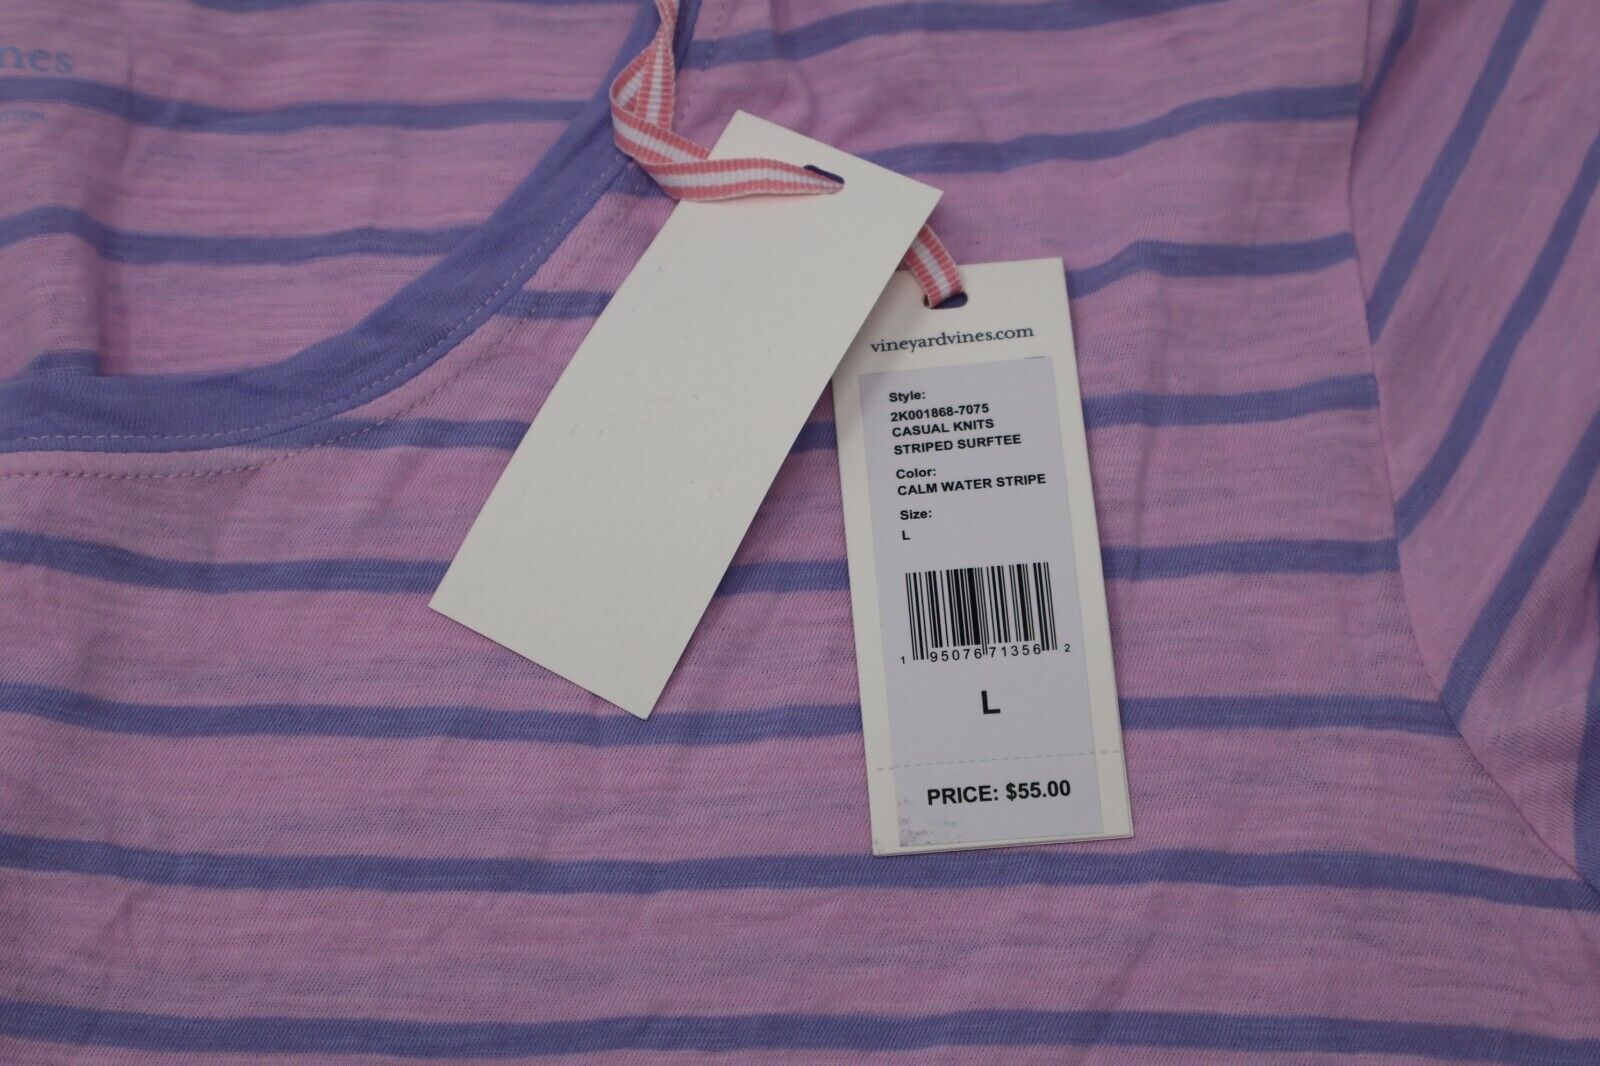 nes
vineyardvines.com
Style:
2K001868-7075
CASUAL KNITS
STRIPED SURFTEE
Color:
CALM WATER STRIPE
Size:
L
1 95076 71356 2
L
PRICE: $55.00